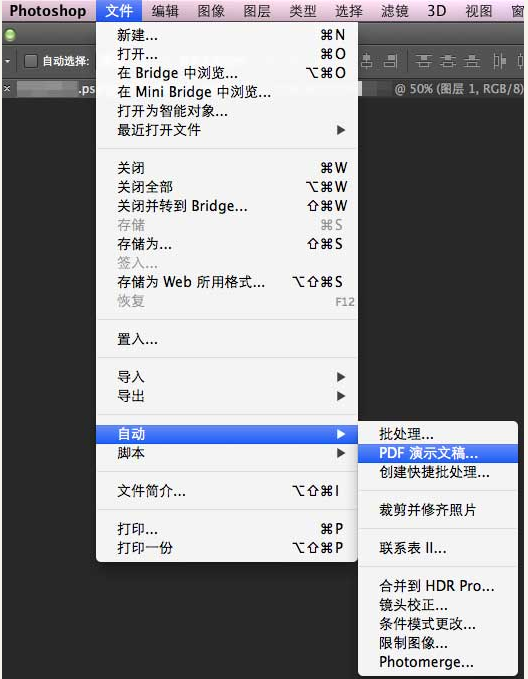 Photoshop 文件 编辑 图像 图层 类型 选择 滤镜 3D 视图
自动选择:
.ps @ 50% (图层 1, RGB/8)
新建... ⌘N
打开... ⌘O
在 Bridge 中浏览... ⌥⌘O
在 Mini Bridge 中浏览...
打开为智能对象...
最近打开文件 ▶
关闭 ⌘W
关闭全部 ⌥⌘W
关闭并转到 Bridge... ⇧⌘W
存储 ⌘S
存储为... ⇧⌘S
签入...
存储为 Web 所用格式... ⌥⇧⌘S
恢复 F12
置入...
导入 ▶
导出 ▶
自动 ▶
脚本 ▶
文件简介... ⌥⇧⌘I
打印... ⌘P
打印一份 ⌥⇧⌘P
批处理...
PDF 演示文稿...
创建快捷批处理...
裁剪并修齐照片
联系表 II...
合并到 HDR Pro...
镜头校正...
条件模式更改...
限制图像...
Photomerge...